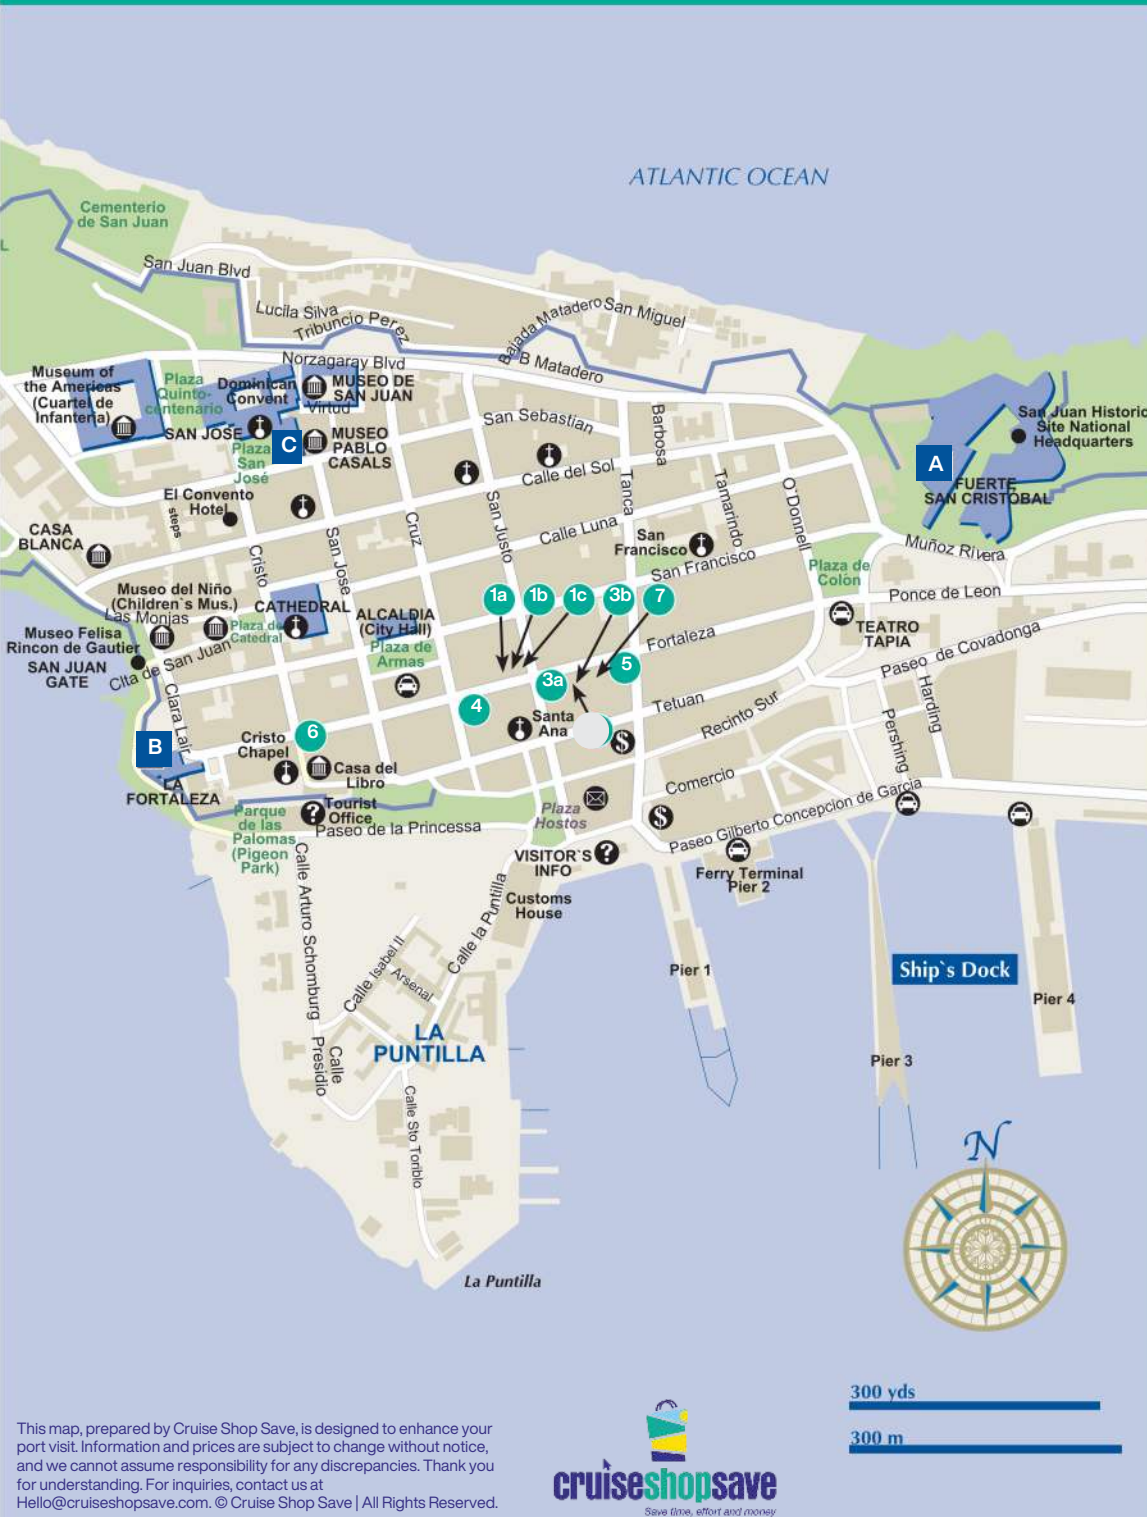 ATLANTIC OCEAN
Cementerio
de San Juan
L
San Juan Blvd
Lucila Silva
Tribuncio Perez
Bajada Matadero
San Miguel
B Matadero
Norzagaray Blvd
Museum of
the Americas
(Cuartel de
Infanteria)
Plaza
Quinto-
centenario
Dominican
Convent
MUSEO DE
SAN JUAN
Virtud
SAN JOSE
C
MUSEO
PABLO
CASALS
Plaza
San
José
San Sebastian
Barbosa
San Juan Historic
Site National
Headquarters
A
FUERTE
SAN CRISTÓBAL
El Convento
Hotel
steps
Calle del Sol
Tanca
Tamarindo
O'Donnell
CASA
BLANCA
Cristo
San Jose
Cruz
San Justo
Calle Luna
San
Francisco
San Francisco
Muñoz Rivera
Plaza de
Colón
Ponce de Leon
Museo del Niño
(Children`s Mus.)
Las Monjas
CATHEDRAL
Plaza de
Catedral
ALCALDIA
(City Hall)
Plaza de
Armas
1a
1b
1c
3b
7
TEATRO
TAPIA
Paseo de Covadonga
Museo Felisa
Rincon de Gautier
SAN JUAN
GATE
Clta de San Juan
Clara Lair
Fortaleza
5
3a
4
Tetuan
Recinto Sur
Harding
Pershing
B
6
Cristo
Chapel
Santa
Ana
$
LA
FORTALEZA
Casa del
Libro
Comercio
Parque
de las
Palomas
(Pigeon
Park)
?
Tourist
Office
Paseo de la Princessa
Plaza
Hostos
$
Paseo Gilberto Concepcion de Garcia
VISITOR`S
INFO
?
Ferry Terminal
Pier 2
Customs
House
Calle Arturo Schomburg
Calle la Puntilla
Calle Isabel II
Arsenal
Pier 1
Ship`s Dock
Pier 4
LA
PUNTILLA
Calle
Presidio
Pier 3
Calle Sto Toriblo
N
La Puntilla
300 yds
300 m
This map, prepared by Cruise Shop Save, is designed to enhance your
port visit. Information and prices are subject to change without notice,
and we cannot assume responsibility for any discrepancies. Thank you
for understanding. For inquiries, contact us at
Hello@cruiseshopsave.com. © Cruise Shop Save | All Rights Reserved.
cruiseshopsave
Save time, effort and money